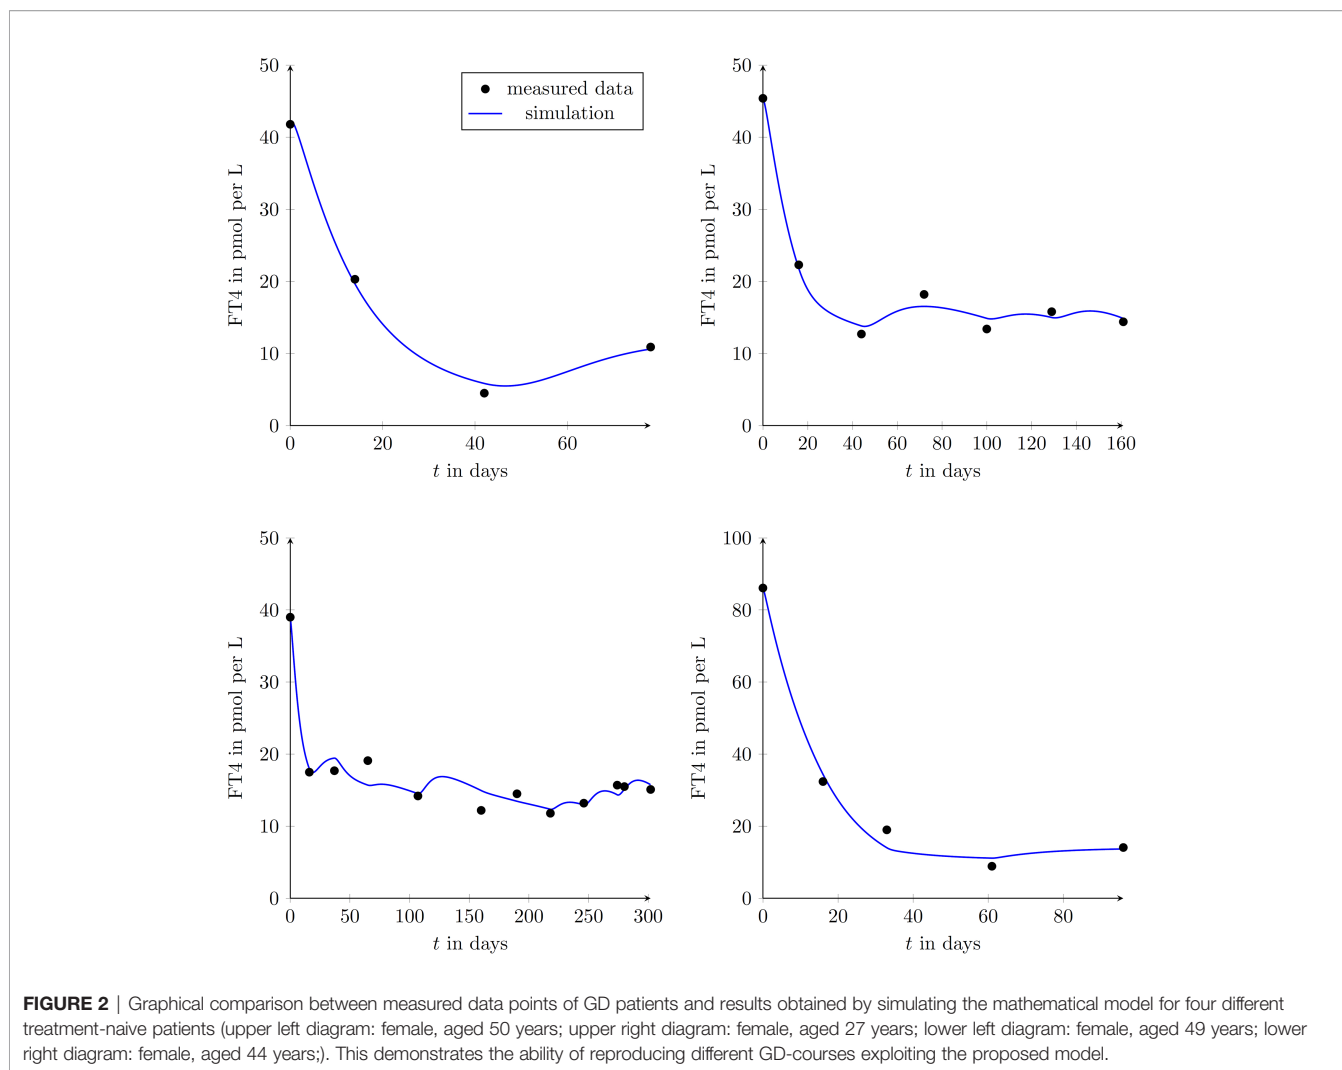 50
40
30
20
10
0
FT4 in pmol per L
measured data
simulation
0 20 40 60
t in days
50
40
30
20
10
0
FT4 in pmol per L
0 20 40 60 80 100 120 140 160
t in days
50
40
30
20
10
0
FT4 in pmol per L
0 50 100 150 200 250 300
t in days
100
80
60
40
20
0
FT4 in pmol per L
0 20 40 60 80
t in days
FIGURE 2 | Graphical comparison between measured data points of GD patients and results obtained by simulating the mathematical model for four different
treatment-naive patients (upper left diagram: female, aged 50 years; upper right diagram: female, aged 27 years; lower left diagram: female, aged 49 years; lower
right diagram: female, aged 44 years;). This demonstrates the ability of reproducing different GD-courses exploiting the proposed model.